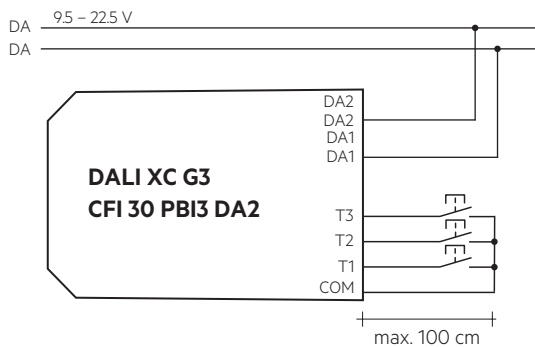 DA 9.5 – 22.5 V
DA
DA2
DA2
DA1
DA1
DALI XC G3
CFI 30 PBI3 DA2
T3
T2
T1
COM
max. 100 cm